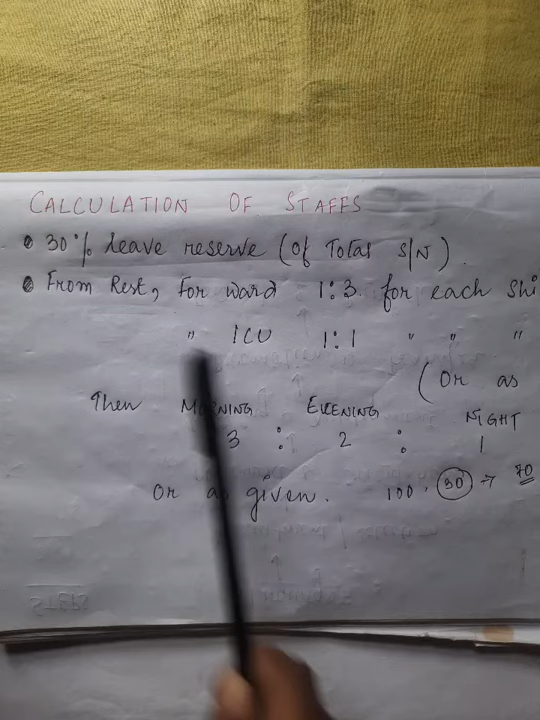 CALCULATION OF STAFFS
• 30% leave reserve (Of Total S/N).
• From Rest, For ward 1:3 for each Shi
" ICU 1:1 " " "
(Or as
Then MORNING EVENING NIGHT
3 : 2 : 1
Or as given. 100. 30 → 70
STEPS